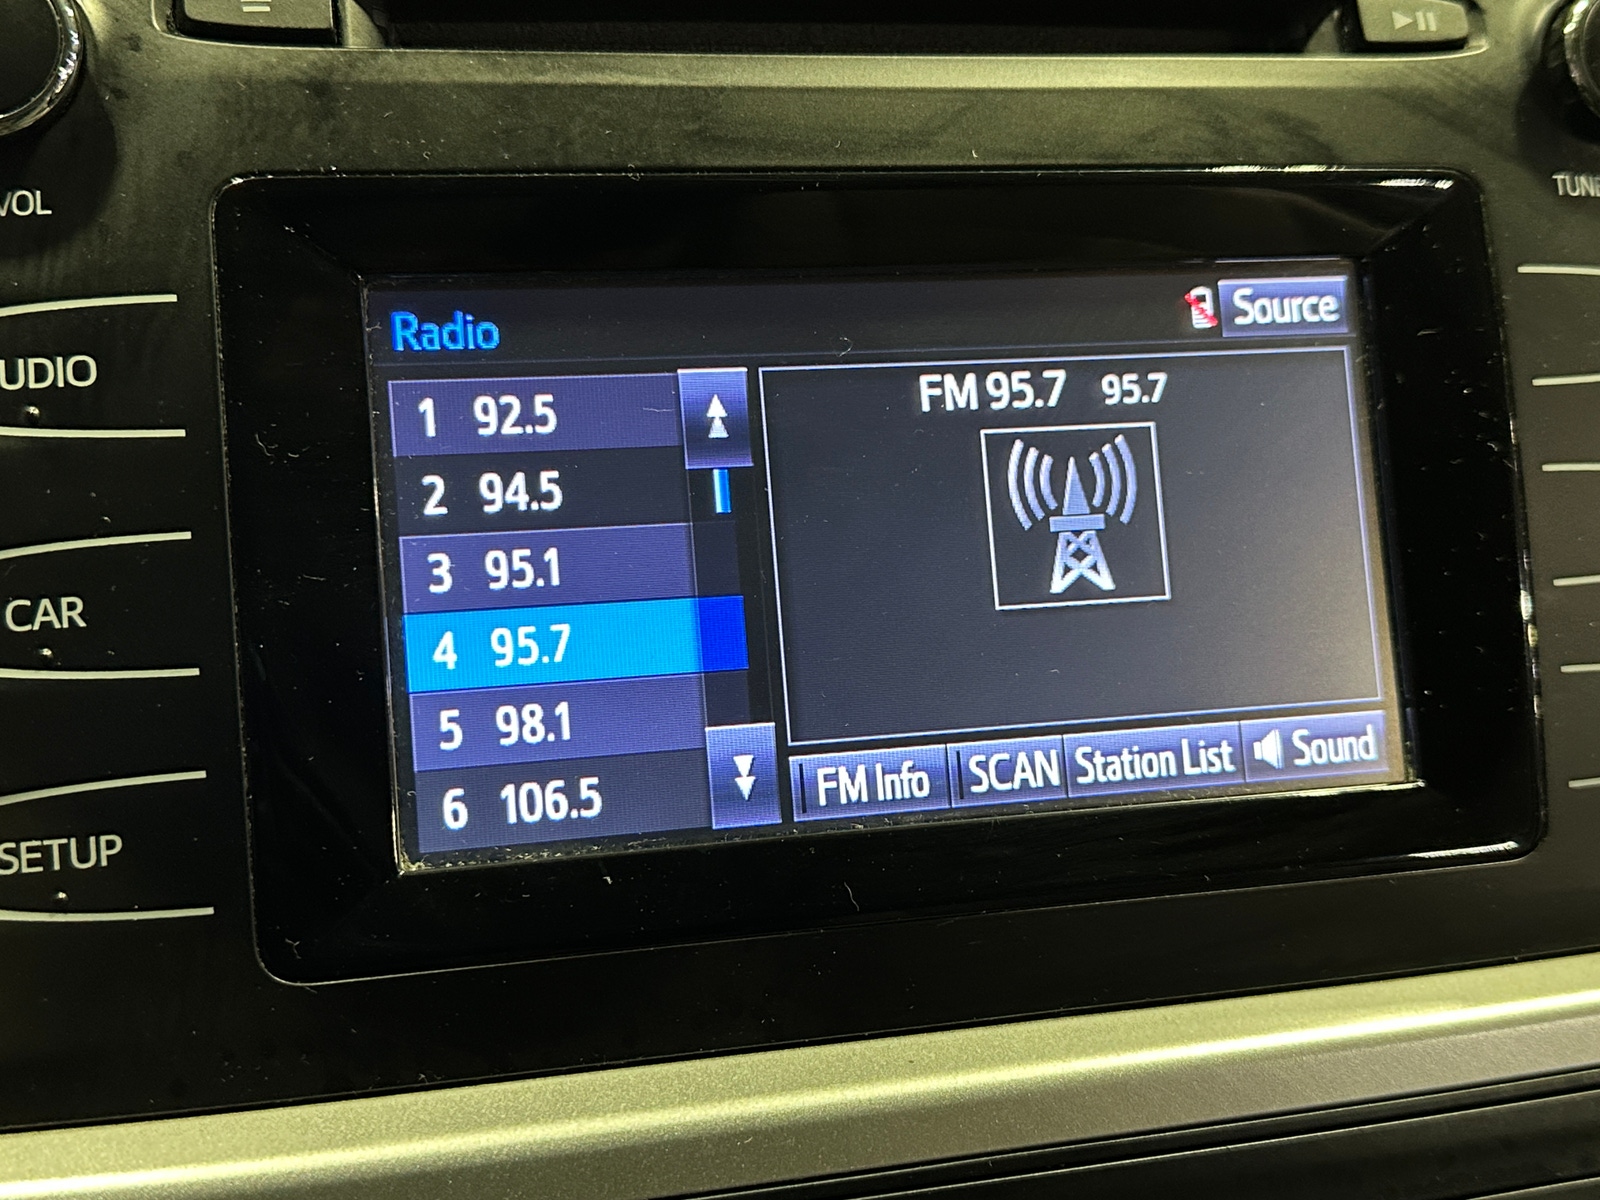 VOL
TUNE
UDIO
CAR
SETUP
Radio
Source
1 92.5
2 94.5
3 95.1
4 95.7
5 98.1
6 106.5
FM 95.7 95.7
FM Info SCAN Station List Sound